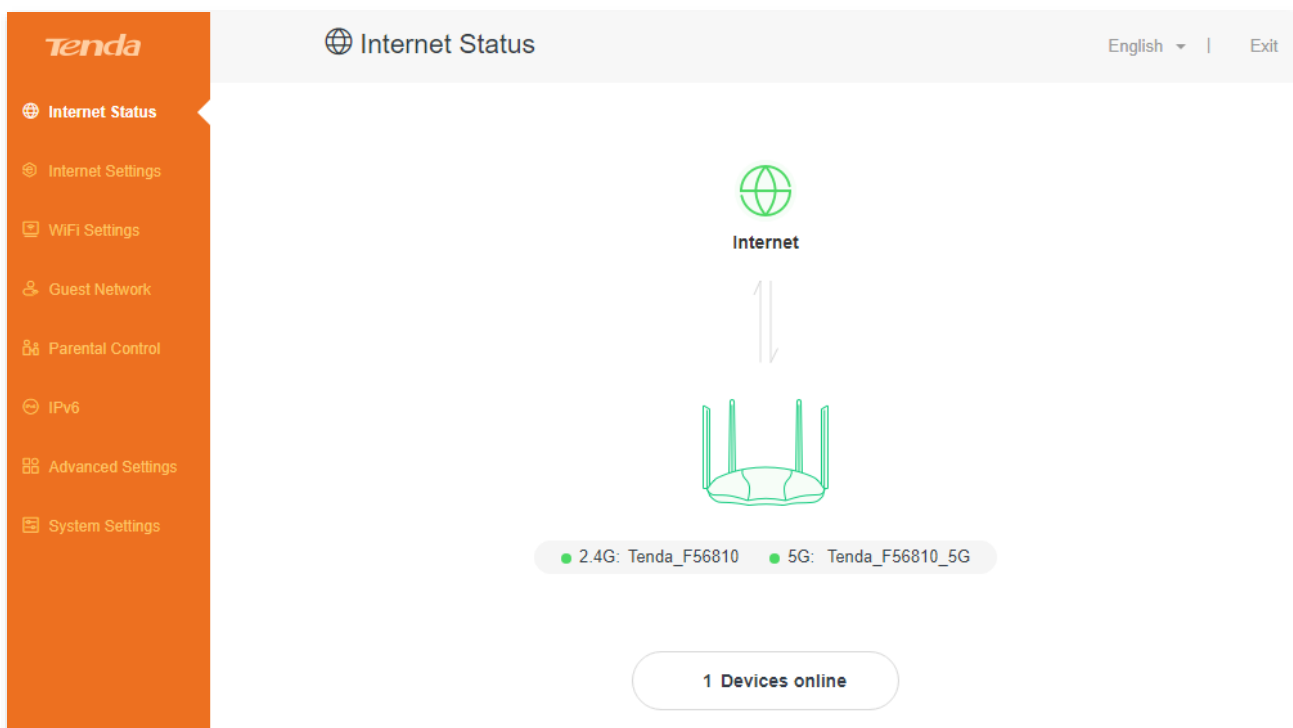 Tenda
Internet Status
English |
Exit
Internet Status
Internet Settings
WiFi Settings
Guest Network
Parental Control
IPv6
Advanced Settings
System Settings
Internet
2.4G: Tenda_F56810 5G: Tenda_F56810_5G
1 Devices online